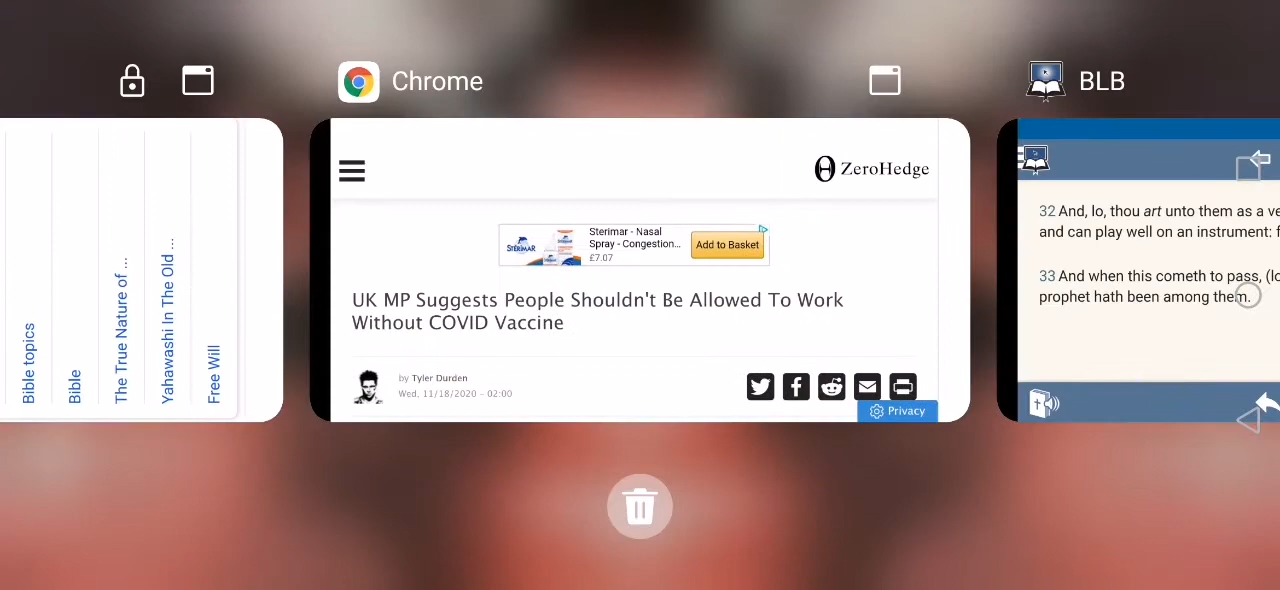 Chrome
BLB
Bible topics
Bible
The True Nature of ...
Yahawashi In The Old ...
Free Will
ZeroHedge
STÉRIMAR
Sterimar - Nasal
Spray - Congestion...
£7.07
Add to Basket
UK MP Suggests People Shouldn't Be Allowed To Work
Without COVID Vaccine
by Tyler Durden
Wed, 11/18/2020 - 02:00
Privacy
32 And, lo, thou art unto them as a ve
and can play well on an instrument: f
33 And when this cometh to pass, (lo
prophet hath been among them.